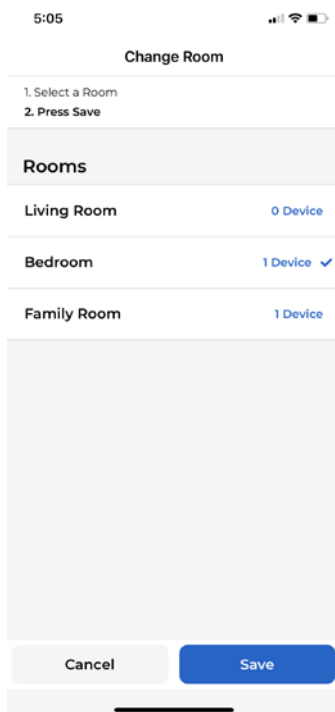 5:05
Change Room
1. Select a Room
2. Press Save
Rooms
Living Room 0 Device
Bedroom 1 Device
Family Room 1 Device
Cancel Save